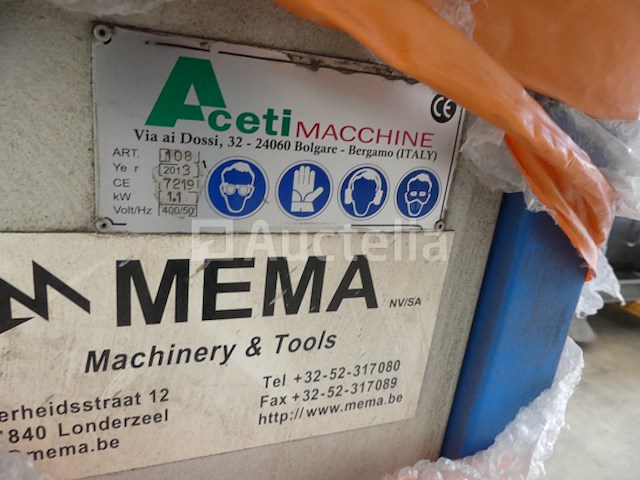 Aceti MACCHINE
CE
Via ai Dossi, 32 - 24060 Bolgare - Bergamo (ITALY)
ART. 108
Ye r 2013
CE 7219
kW 1.1
Volt/Hz 400/50
Auctelia
MEMA NV/SA
Machinery & Tools
Tel +32-52-317080
Fax +32-52-317089
http://www.mema.be
erheidsstraat 12
840 Londerzeel
@mema.be